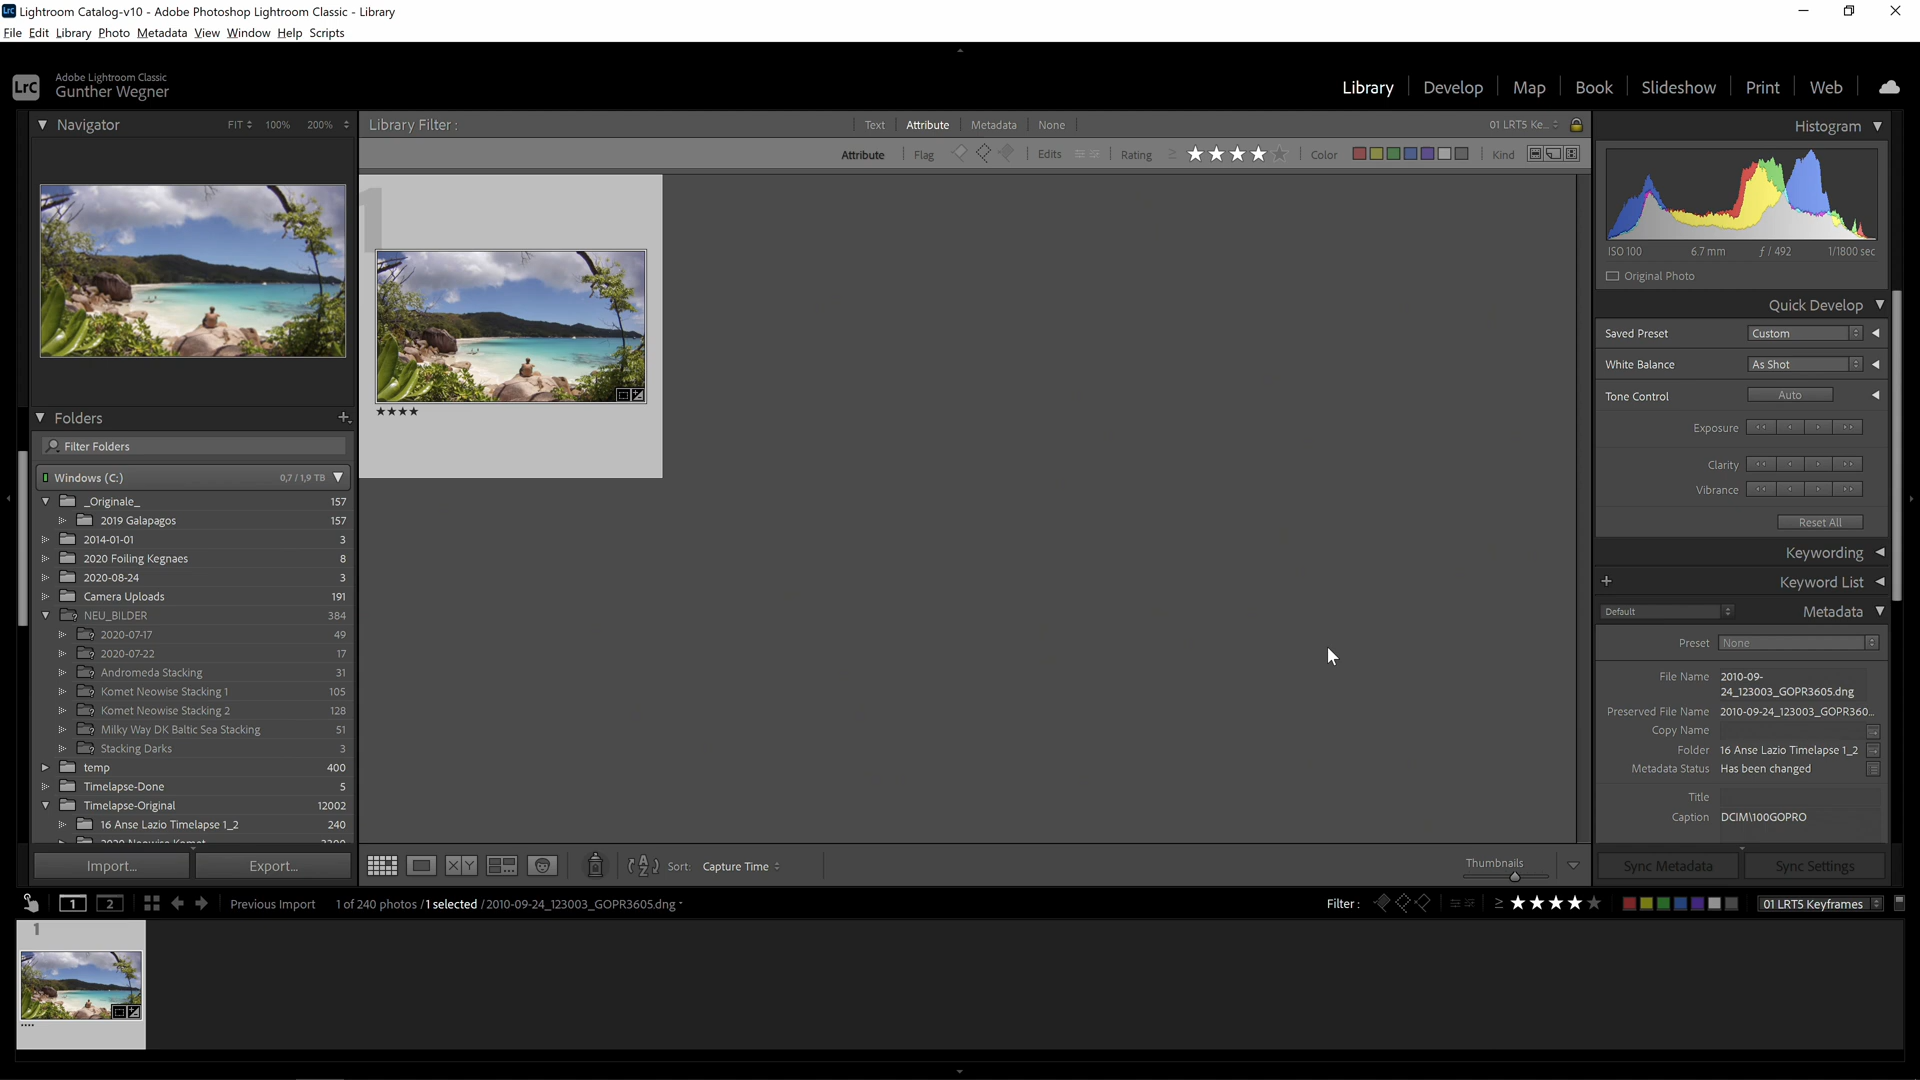 Lightroom Catalog-v10 - Adobe Photoshop Lightroom Classic - Library
File Edit Library Photo Metadata View Window Help Scripts
LrC
Adobe Lightroom Classic
Gunther Wegner
Library Develop Map Book Slideshow Print Web
Navigator FIT 100% 200%
Library Filter : Text Attribute Metadata None 01 LRT5 Ke...
Attribute Flag Edits Rating ≥ ★★★★★ Color Kind
Histogram
ISO 100 6.7 mm ƒ / 492 1/1800 sec
Original Photo
Quick Develop
Saved Preset Custom
White Balance As Shot
Tone Control Auto
Exposure
Clarity
Vibrance
Reset All
Keywording
+ Keyword List
Default Metadata
Preset None
File Name 2010-09-
24_123003_GOPR3605.dng
Preserved File Name 2010-09-24_123003_GOPR360...
Copy Name
Folder 16 Anse Lazio Timelapse 1_2
Metadata Status Has been changed
Title
Caption DCIM\100GOPRO
Sync Metadata Sync Settings
1
★★★★
Folders +
Filter Folders
Windows (C:) 0,7 / 1,9 TB
_Originale_ 157
2019 Galapagos 157
2014-01-01 3
2020 Foiling Kegnaes 8
2020-08-24 3
Camera Uploads 191
NEU_BILDER 384
2020-07-17 49
2020-07-22 17
Andromeda Stacking 31
Komet Neowise Stacking 1 105
Komet Neowise Stacking 2 128
Milky Way DK Baltic Sea Stacking 51
Stacking Darks 3
temp 400
Timelapse-Done 5
Timelapse-Original 12002
16 Anse Lazio Timelapse 1_2 240
Import... Export...
X Y Sort: Capture Time Thumbnails
1 2 Previous Import 1 of 240 photos / 1 selected / 2010-09-24_123003_GOPR3605.dng
Filter : ≥ ★★★★★ 01 LRT5 Keyframes
1